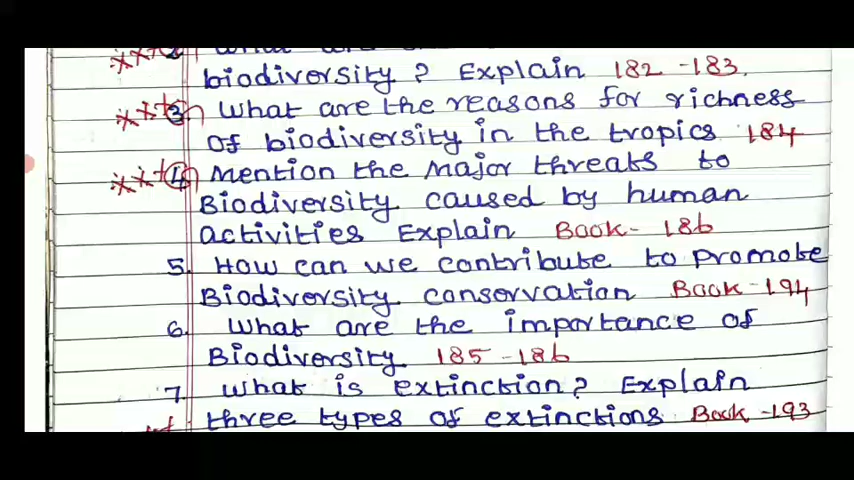 biodiversity? Explain 182 - 183.
3 What are the reasons for richness
of biodiversity in the tropics 184
4 Mention the major threats to
Biodiversity caused by human
activities Explain Book - 186
5. How can we contribute to promote
Biodiversity conservation Book - 194
6. What are the importance of
Biodiversity 185 - 186
7. What is extinction? Explain
three types of extinctions Book - 193